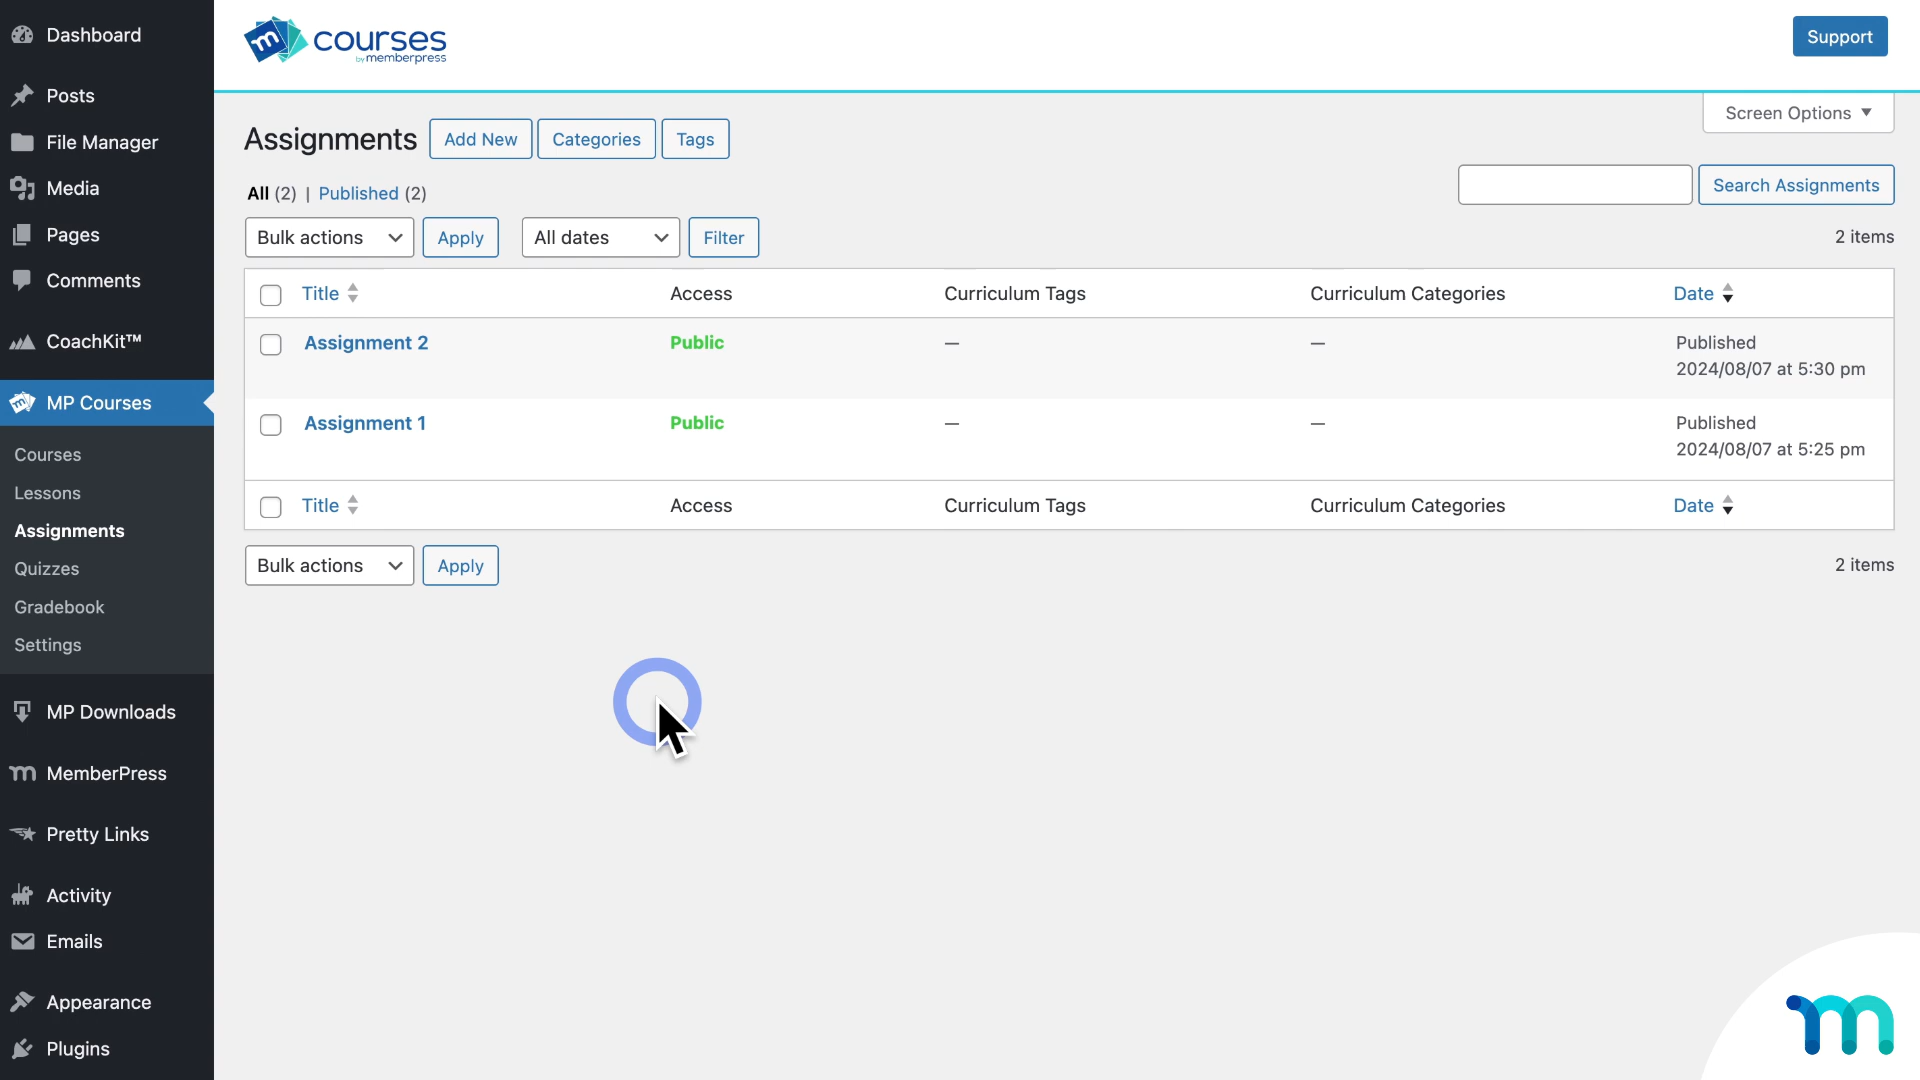 Dashboard
Posts
File Manager
Media
Pages
Comments
CoachKit™
MP Courses
Courses
Lessons
Assignments
Quizzes
Gradebook
Settings
MP Downloads
MemberPress
Pretty Links
Activity
Emails
Appearance
Plugins
m courses
by memberpress
Support
Screen Options
Assignments Add New Categories Tags
All (2) | Published (2)
Search Assignments
Bulk actions Apply All dates Filter
2 items
Title Access Curriculum Tags Curriculum Categories Date
Assignment 2 Public — — Published
2024/08/07 at 5:30 pm
Assignment 1 Public — — Published
2024/08/07 at 5:25 pm
Title Access Curriculum Tags Curriculum Categories Date
Bulk actions Apply
2 items
m